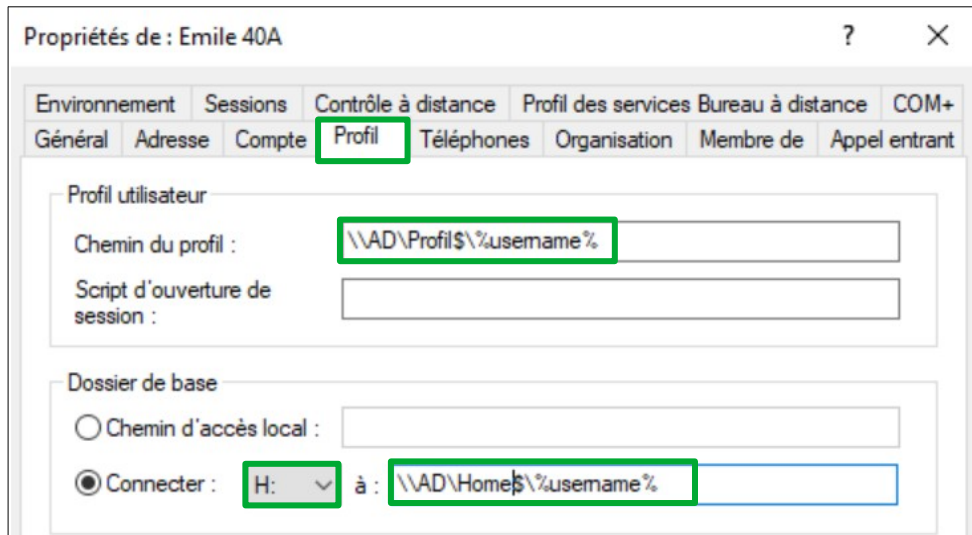 Propriétés de : Emile 40A ? ✕
Environnement Sessions Contrôle à distance Profil des services Bureau à distance COM+
Général Adresse Compte Profil Téléphones Organisation Membre de Appel entrant
Profil utilisateur
Chemin du profil : \\AD\Profil$\%username%
Script d'ouverture de
session :
Dossier de base
Chemin d'accès local :
Connecter : H: à : \\AD\Home$\%username%